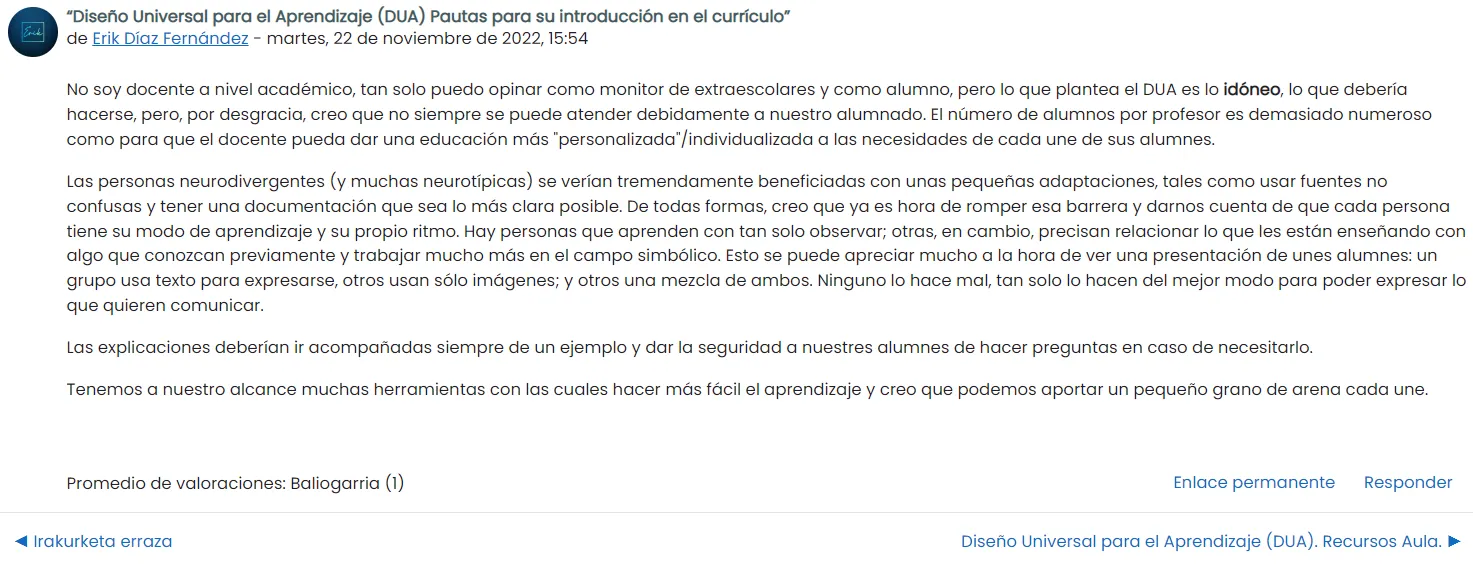 “Diseño Universal para el Aprendizaje (DUA) Pautas para su introducción en el currículo”
Erik
de Erik Díaz Fernández - martes, 22 de noviembre de 2022, 15:54
No soy docente a nivel académico, tan solo puedo opinar como monitor de extraescolares y como alumno, pero lo que plantea el DUA es lo idóneo, lo que debería
hacerse, pero, por desgracia, creo que no siempre se puede atender debidamente a nuestro alumnado. El número de alumnos por profesor es demasiado numeroso
como para que el docente pueda dar una educación más "personalizada"/individualizada a las necesidades de cada une de sus alumnes.
Las personas neurodivergentes (y muchas neurotípicas) se verían tremendamente beneficiadas con unas pequeñas adaptaciones, tales como usar fuentes no
confusas y tener una documentación que sea lo más clara posible. De todas formas, creo que ya es hora de romper esa barrera y darnos cuenta de que cada persona
tiene su modo de aprendizaje y su propio ritmo. Hay personas que aprenden con tan solo observar; otras, en cambio, precisan relacionar lo que les están enseñando con
algo que conozcan previamente y trabajar mucho más en el campo simbólico. Esto se puede apreciar mucho a la hora de ver una presentación de unes alumnes: un
grupo usa texto para expresarse, otros usan sólo imágenes; y otros una mezcla de ambos. Ninguno lo hace mal, tan solo lo hacen del mejor modo para poder expresar lo
que quieren comunicar.
Las explicaciones deberían ir acompañadas siempre de un ejemplo y dar la seguridad a nuestres alumnes de hacer preguntas en caso de necesitarlo.
Tenemos a nuestro alcance muchas herramientas con las cuales hacer más fácil el aprendizaje y creo que podemos aportar un pequeño grano de arena cada une.
Promedio de valoraciones: Baliogarria (1)
Enlace permanente Responder
◄ Irakurketa erraza
Diseño Universal para el Aprendizaje (DUA). Recursos Aula. ►